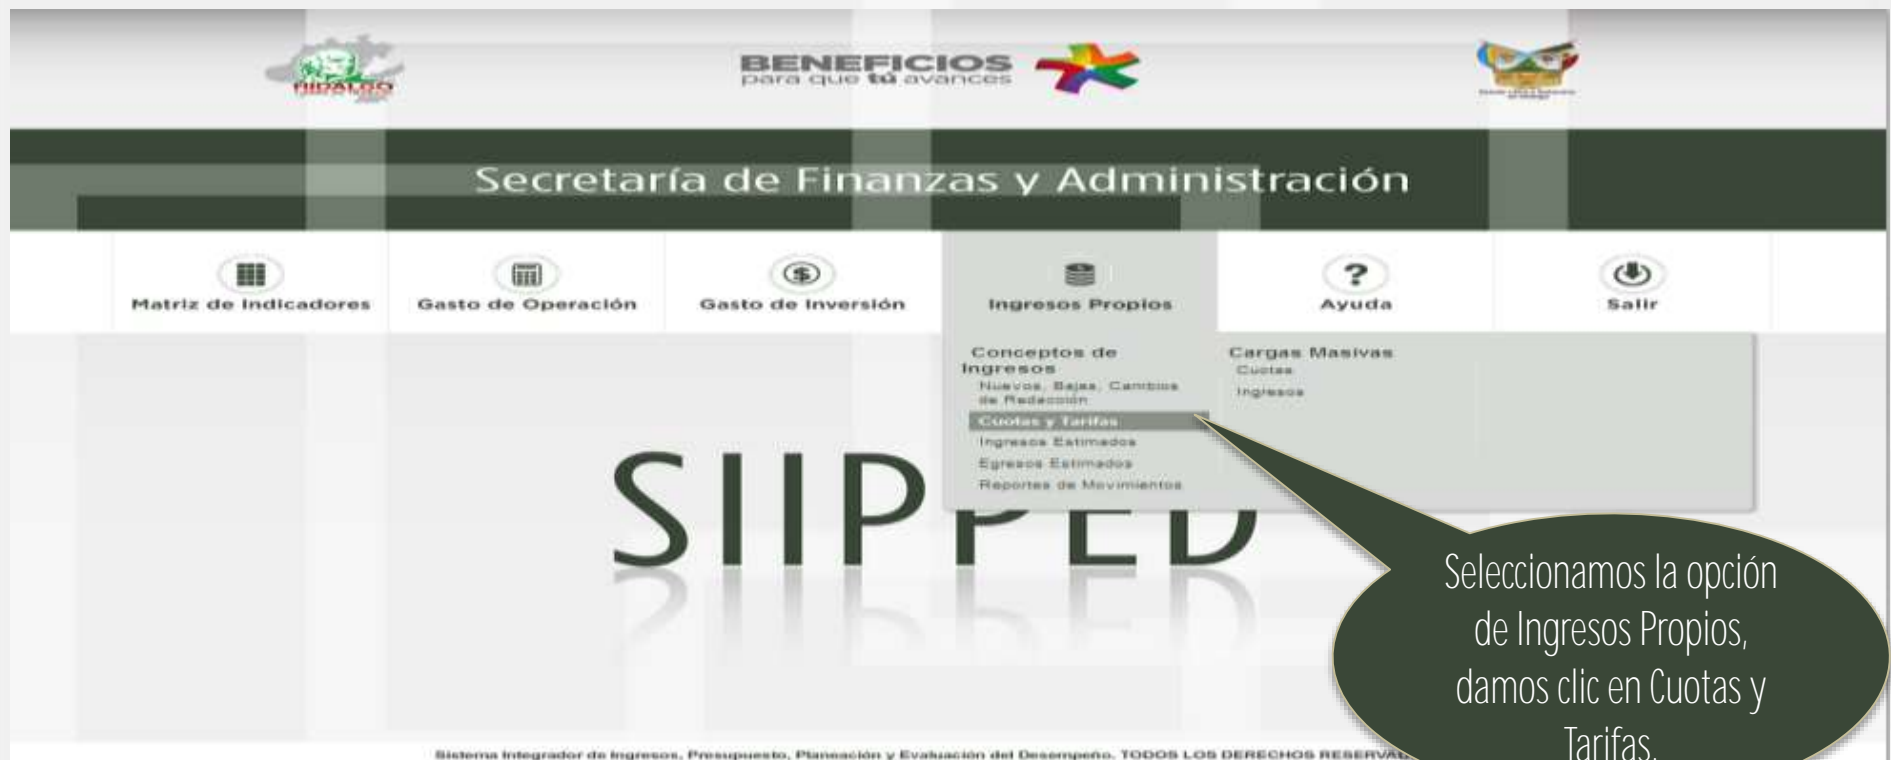 HIDALGO
BENEFICIOS
para que tú avances
Secretaría de Finanzas y Administración
Matriz de Indicadores
Gasto de Operación
Gasto de Inversión
Ingresos Propios
Ayuda
Salir
Conceptos de
Ingresos
Nuevos, Bajas, Cambios
de Redacción
Cuotas y Tarifas
Ingresos Estimados
Egresos Estimados
Reportes de Movimientos
Cargas Masivas
Cuotas
Ingresos
SIIPPED
Seleccionamos la opción
de Ingresos Propios,
damos clic en Cuotas y
Tarifas.
Sistema Integrador de Ingresos, Presupuesto, Planeación y Evaluación del Desempeño. TODOS LOS DERECHOS